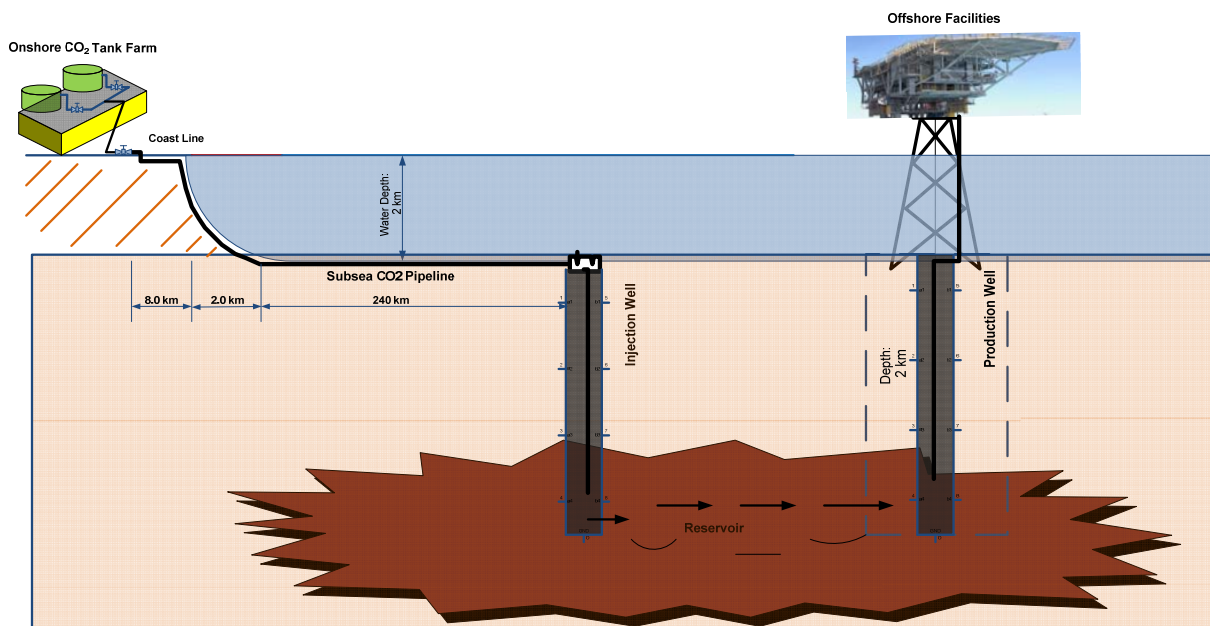 Offshore Facilities
Onshore CO2 Tank Farm
Coast Line
Water Depth:
2 km
Subsea CO2 Pipeline
8.0 km
2.0 km
240 km
Injection Well
Production Well
Depth:
2 km
Reservoir